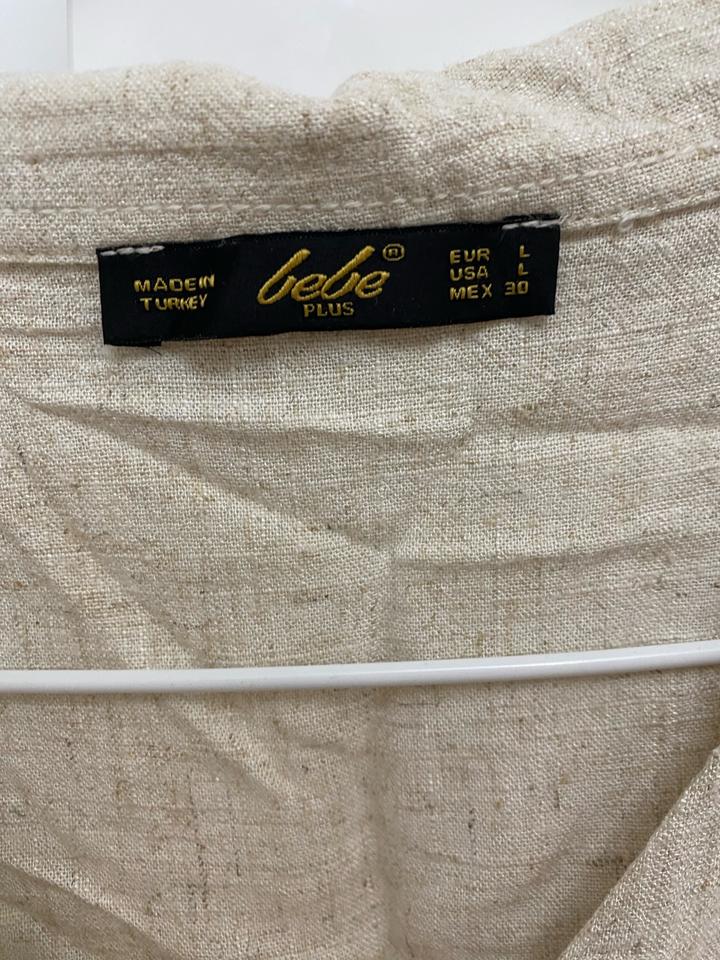 MADE IN
TURKEY
bebe®
PLUS
EUR L
USA L
MEX 30